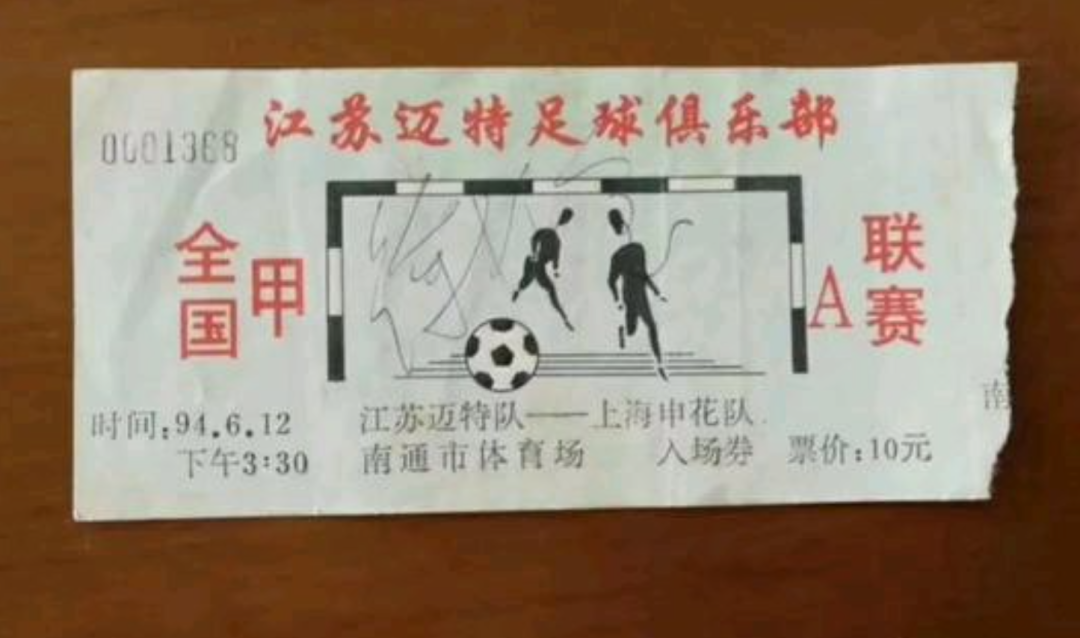 江苏迈特足球俱乐部
0001368
全国甲A联赛
时间:94.6.12
下午3:30
江苏迈特队——上海申花队
南通市体育场 入场券 票价:10元
南